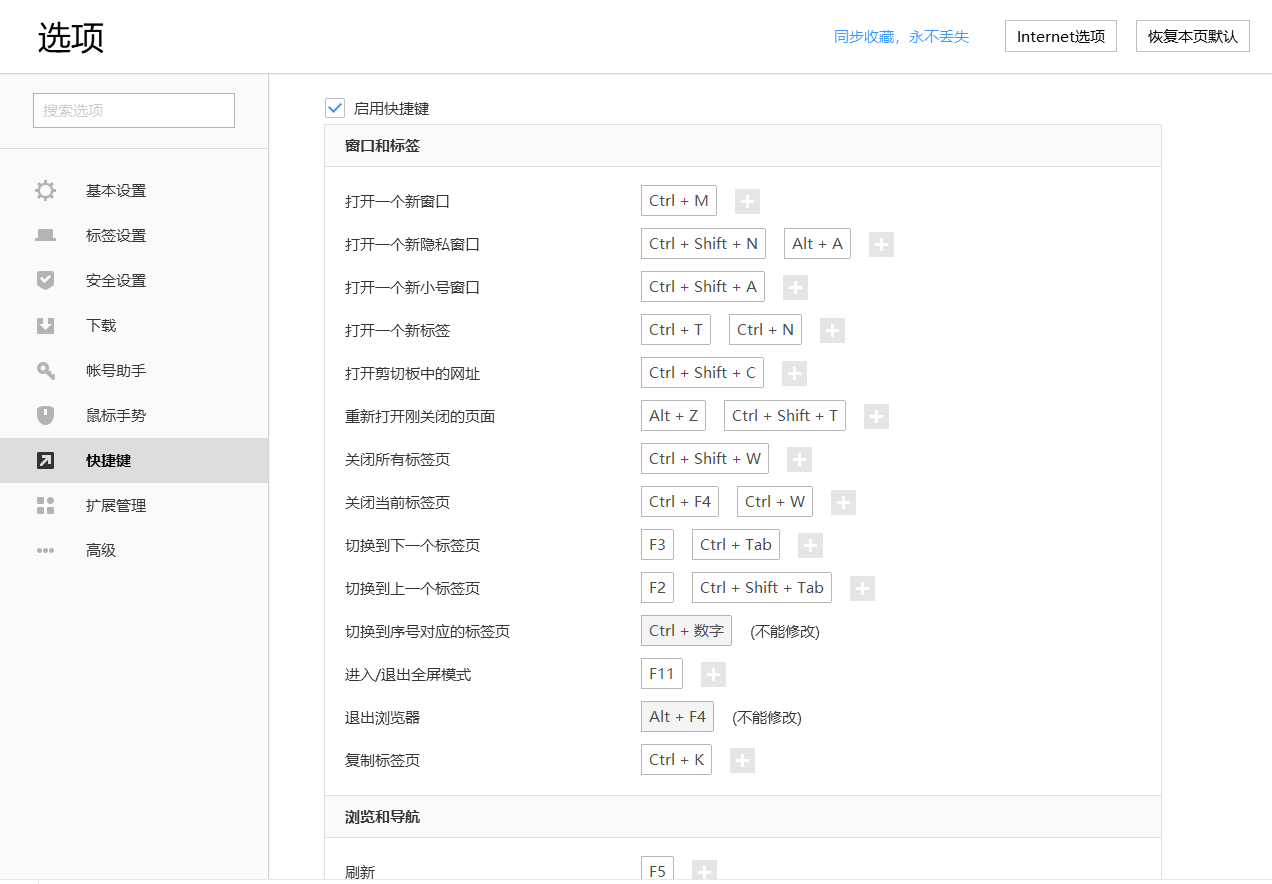 选项
同步收藏，永不丢失
Internet选项
恢复本页默认
搜索选项
基本设置
标签设置
安全设置
下载
帐号助手
鼠标手势
快捷键
扩展管理
高级
启用快捷键
窗口和标签
打开一个新窗口 Ctrl + M
打开一个新隐私窗口 Ctrl + Shift + N Alt + A
打开一个新小号窗口 Ctrl + Shift + A
打开一个新标签 Ctrl + T Ctrl + N
打开剪切板中的网址 Ctrl + Shift + C
重新打开刚关闭的页面 Alt + Z Ctrl + Shift + T
关闭所有标签页 Ctrl + Shift + W
关闭当前标签页 Ctrl + F4 Ctrl + W
切换到下一个标签页 F3 Ctrl + Tab
切换到上一个标签页 F2 Ctrl + Shift + Tab
切换到序号对应的标签页 Ctrl + 数字 (不能修改)
进入/退出全屏模式 F11
退出浏览器 Alt + F4 (不能修改)
复制标签页 Ctrl + K
浏览和导航
刷新 F5